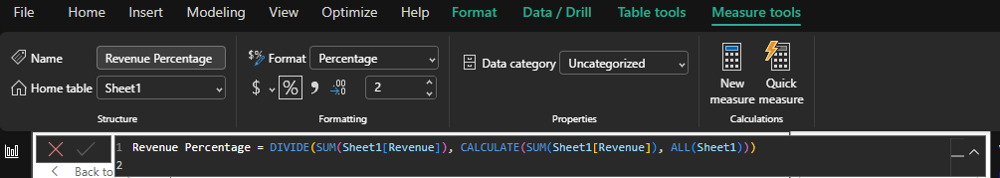 File Home Insert Modeling View Optimize Help Format Data / Drill Table tools Measure tools
Name Revenue Percentage
Home table Sheet1
Structure
$% Format Percentage
$ % , .00 →0 2
Formatting
Data category Uncategorized
Properties
New measure
Quick measure
Calculations
1 Revenue Percentage = DIVIDE(SUM(Sheet1[Revenue]), CALCULATE(SUM(Sheet1[Revenue]), ALL(Sheet1)))
2
Back to